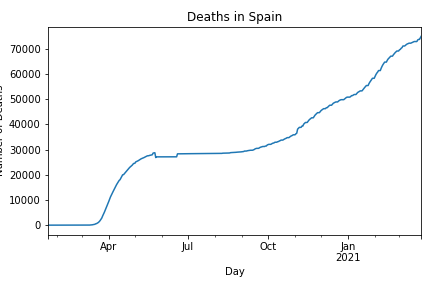 Deaths in Spain
70000
60000
50000
40000
30000
20000
10000
0
Number of Deaths
Apr
Jul
Oct
Jan
2021
Day